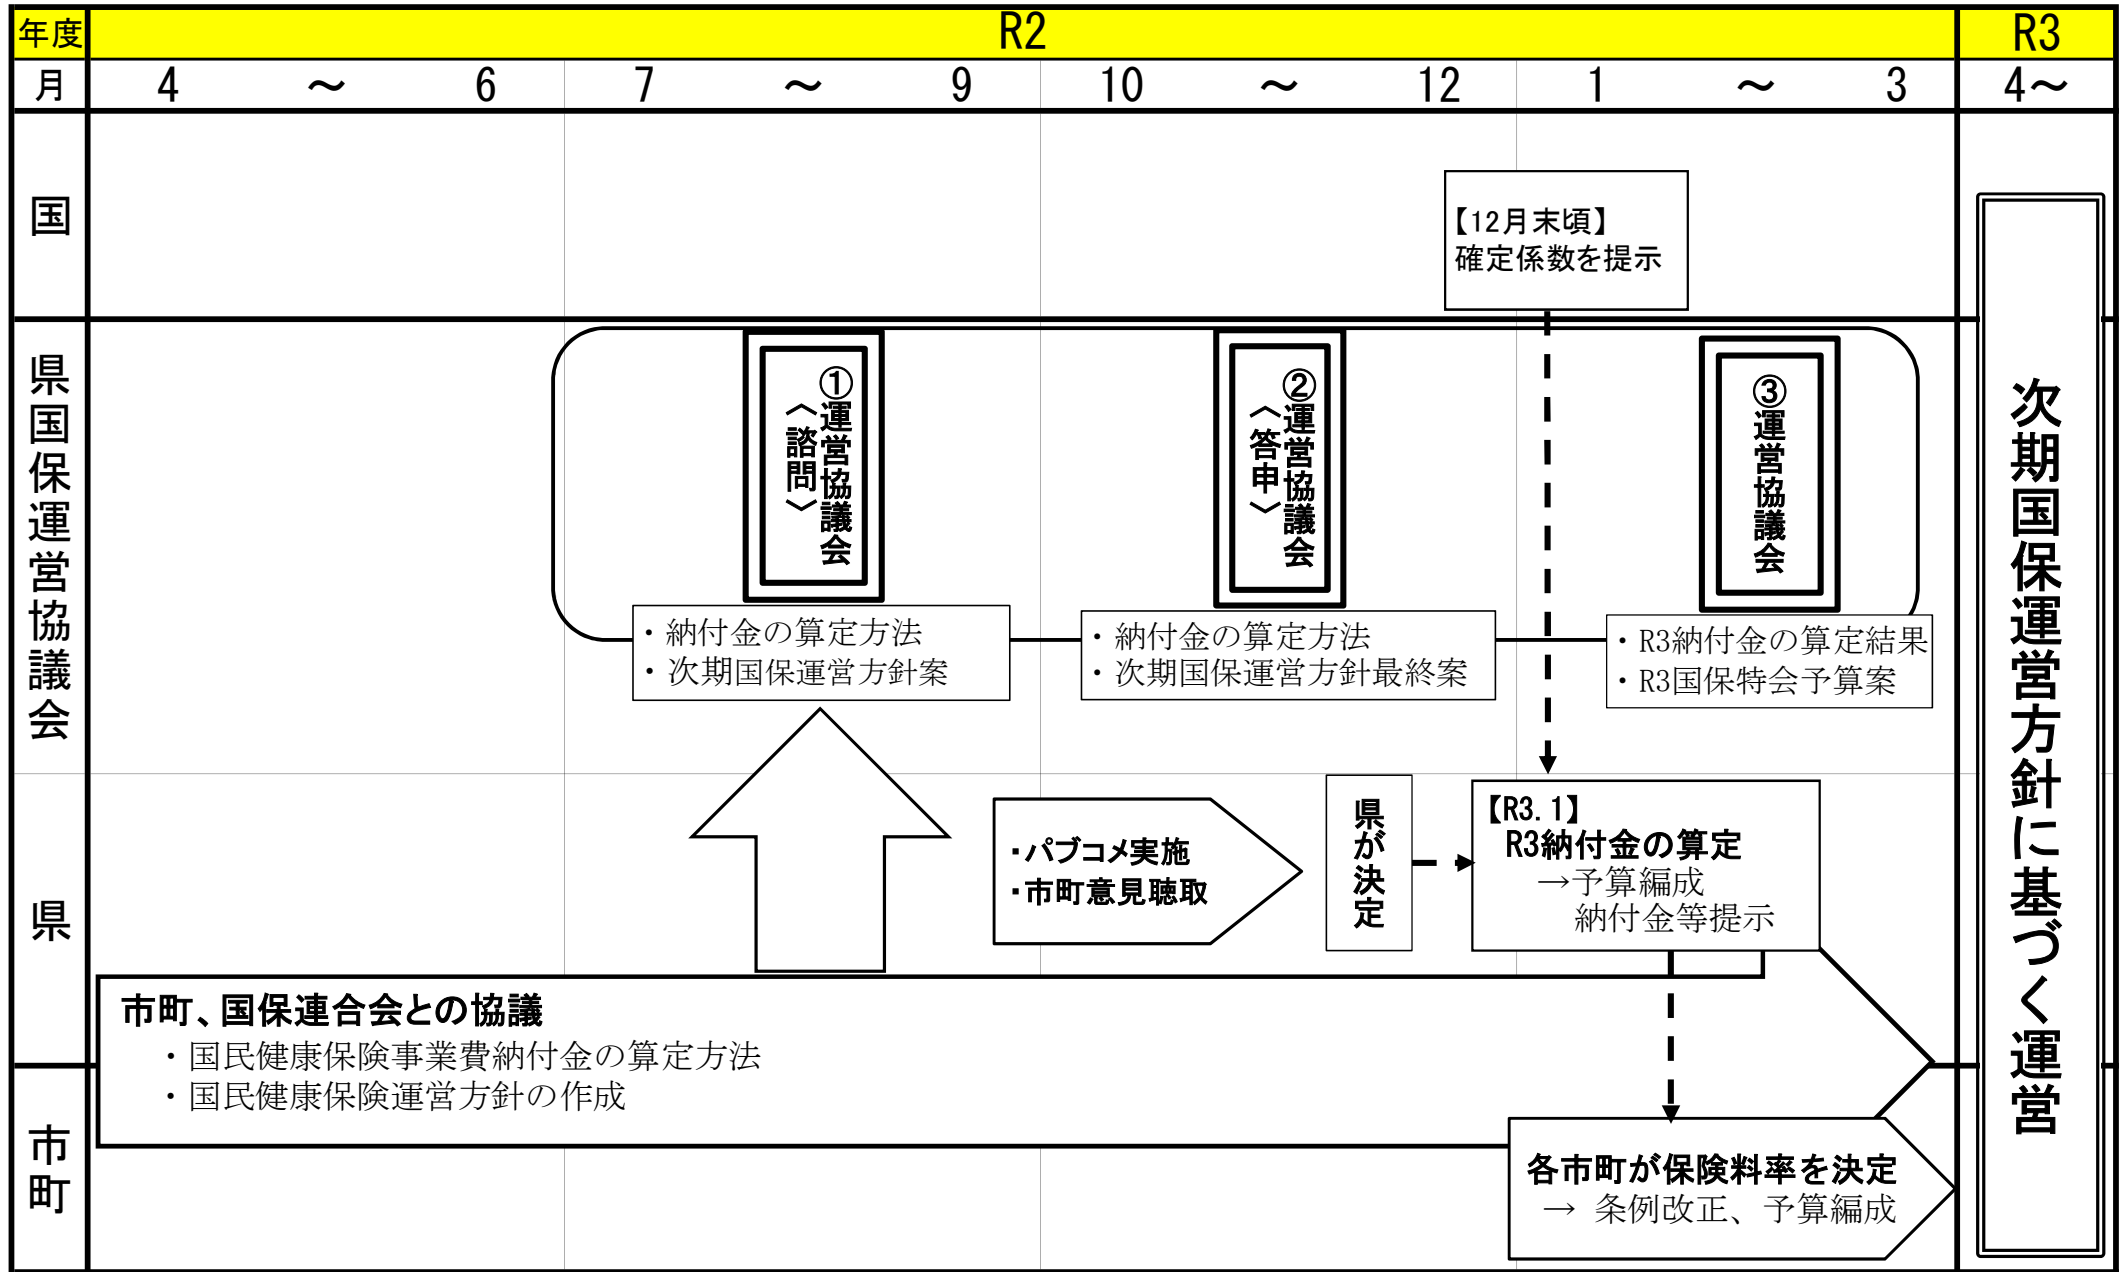 年度 R2 R3
月 4 ～ 6 7 ～ 9 10 ～ 12 1 ～ 3 4～
国
【12月末頃】
確定係数を提示
県国保運営協議会
①運営協議会
〈諮問〉
・納付金の算定方法
・次期国保運営方針案
②運営協議会
〈答申〉
・納付金の算定方法
・次期国保運営方針最終案
③運営協議会
・R3納付金の算定結果
・R3国保特会予算案
県
・パブコメ実施
・市町意見聴取
県が決定
【R3.1】
R3納付金の算定
→予算編成
納付金等提示
市町、国保連合会との協議
・国民健康保険事業費納付金の算定方法
・国民健康保険運営方針の作成
市町
各市町が保険料率を決定
→ 条例改正、予算編成
次期国保運営方針に基づく運営